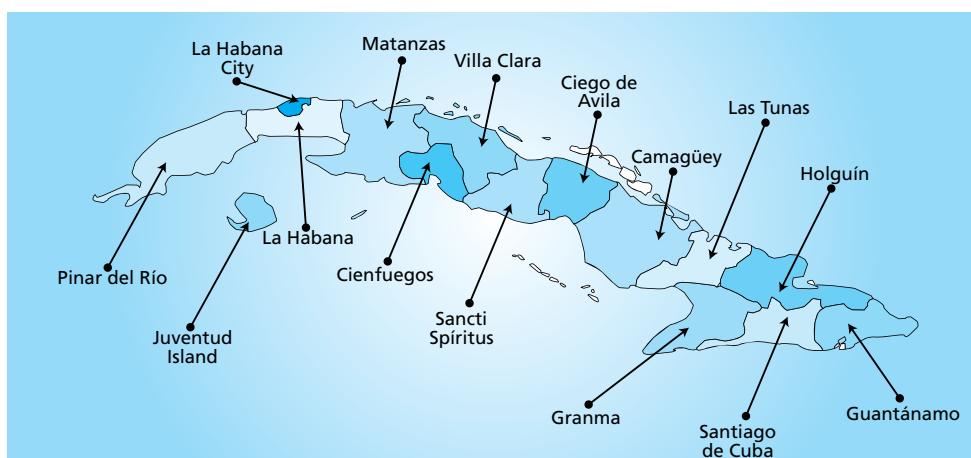 La Habana
City
Matanzas
Villa Clara
Ciego de
Avila
Las Tunas
Camagüey
Holguín
La Habana
Pinar del Río
Cienfuegos
Juventud
Island
Sancti
Spíritus
Granma
Santiago
de Cuba
Guantánamo